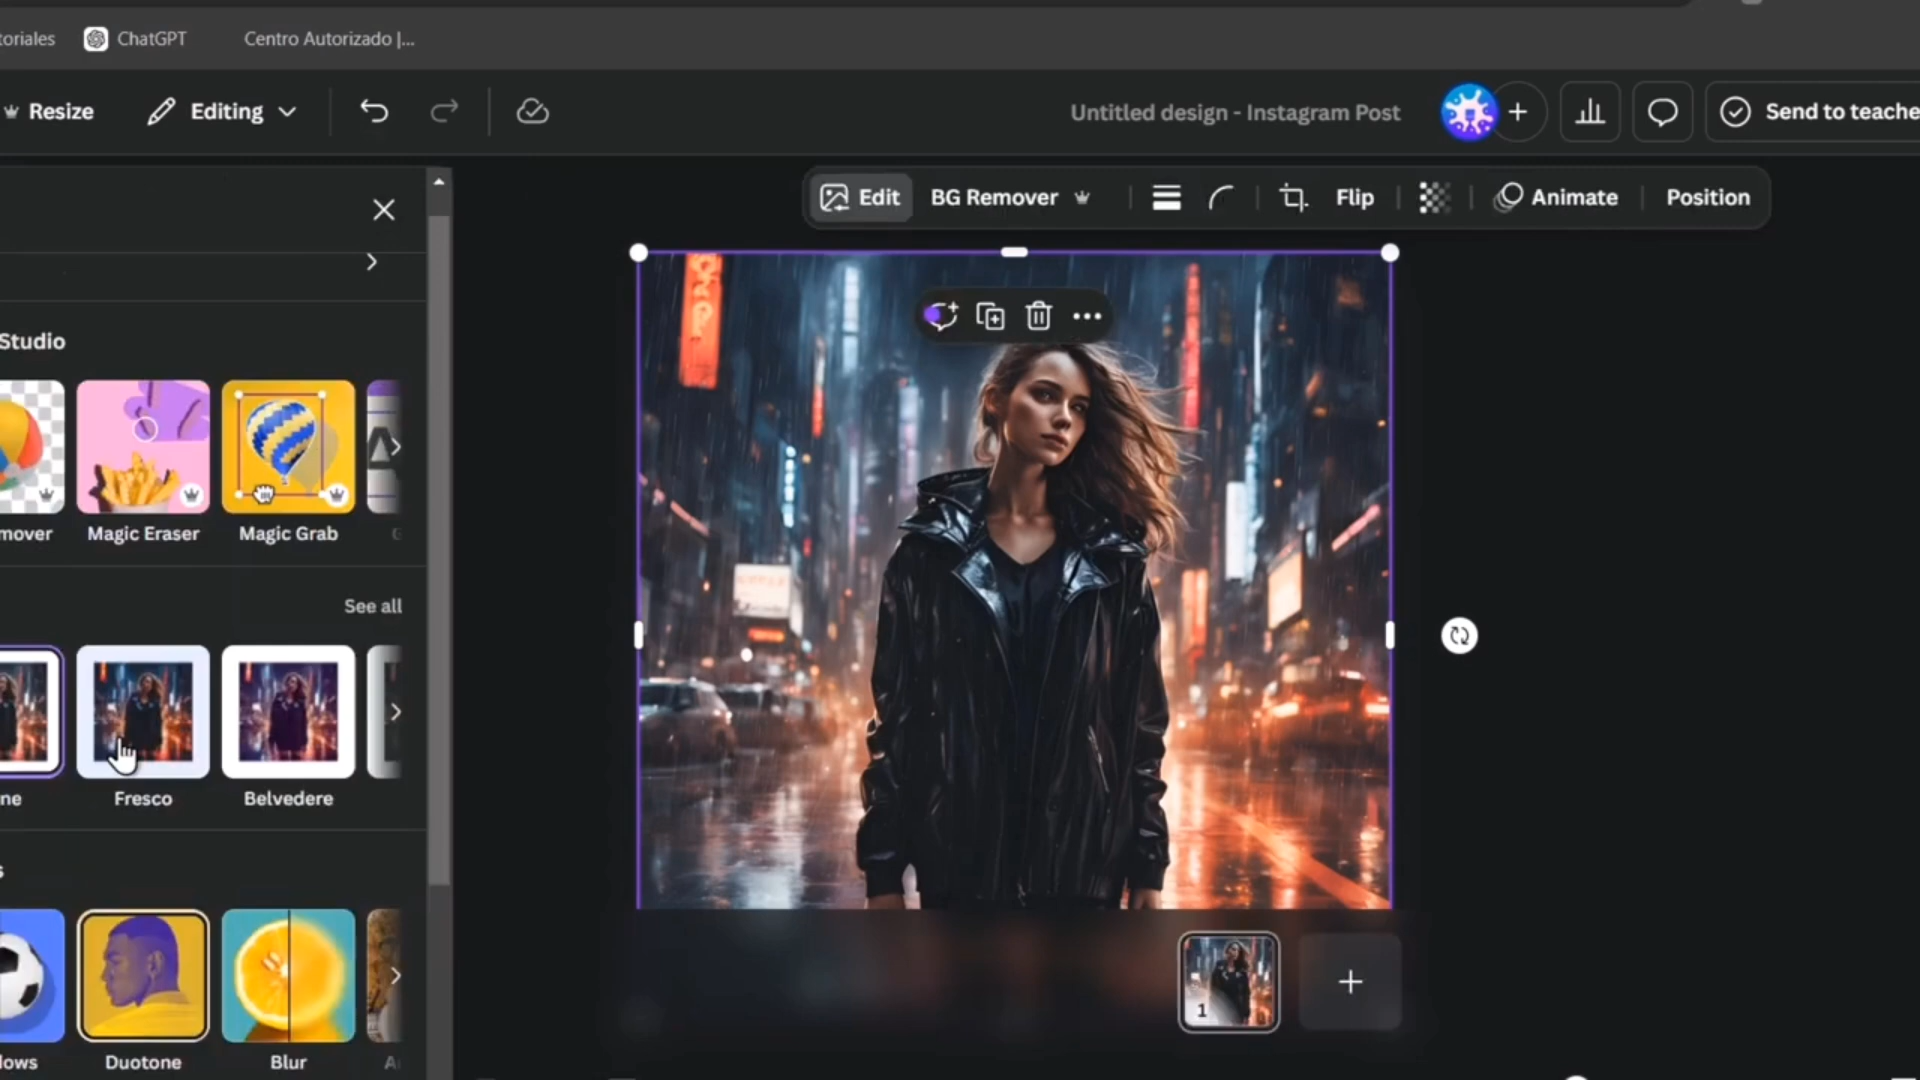 toriales
ChatGPT
Centro Autorizado |...
Resize
Editing
Untitled design - Instagram Post
Send to teache
Edit
BG Remover
Flip
Animate
Position
Studio
mover
Magic Eraser
Magic Grab
G
See all
ne
Fresco
Belvedere
s
lows
Duotone
Blur
A
1